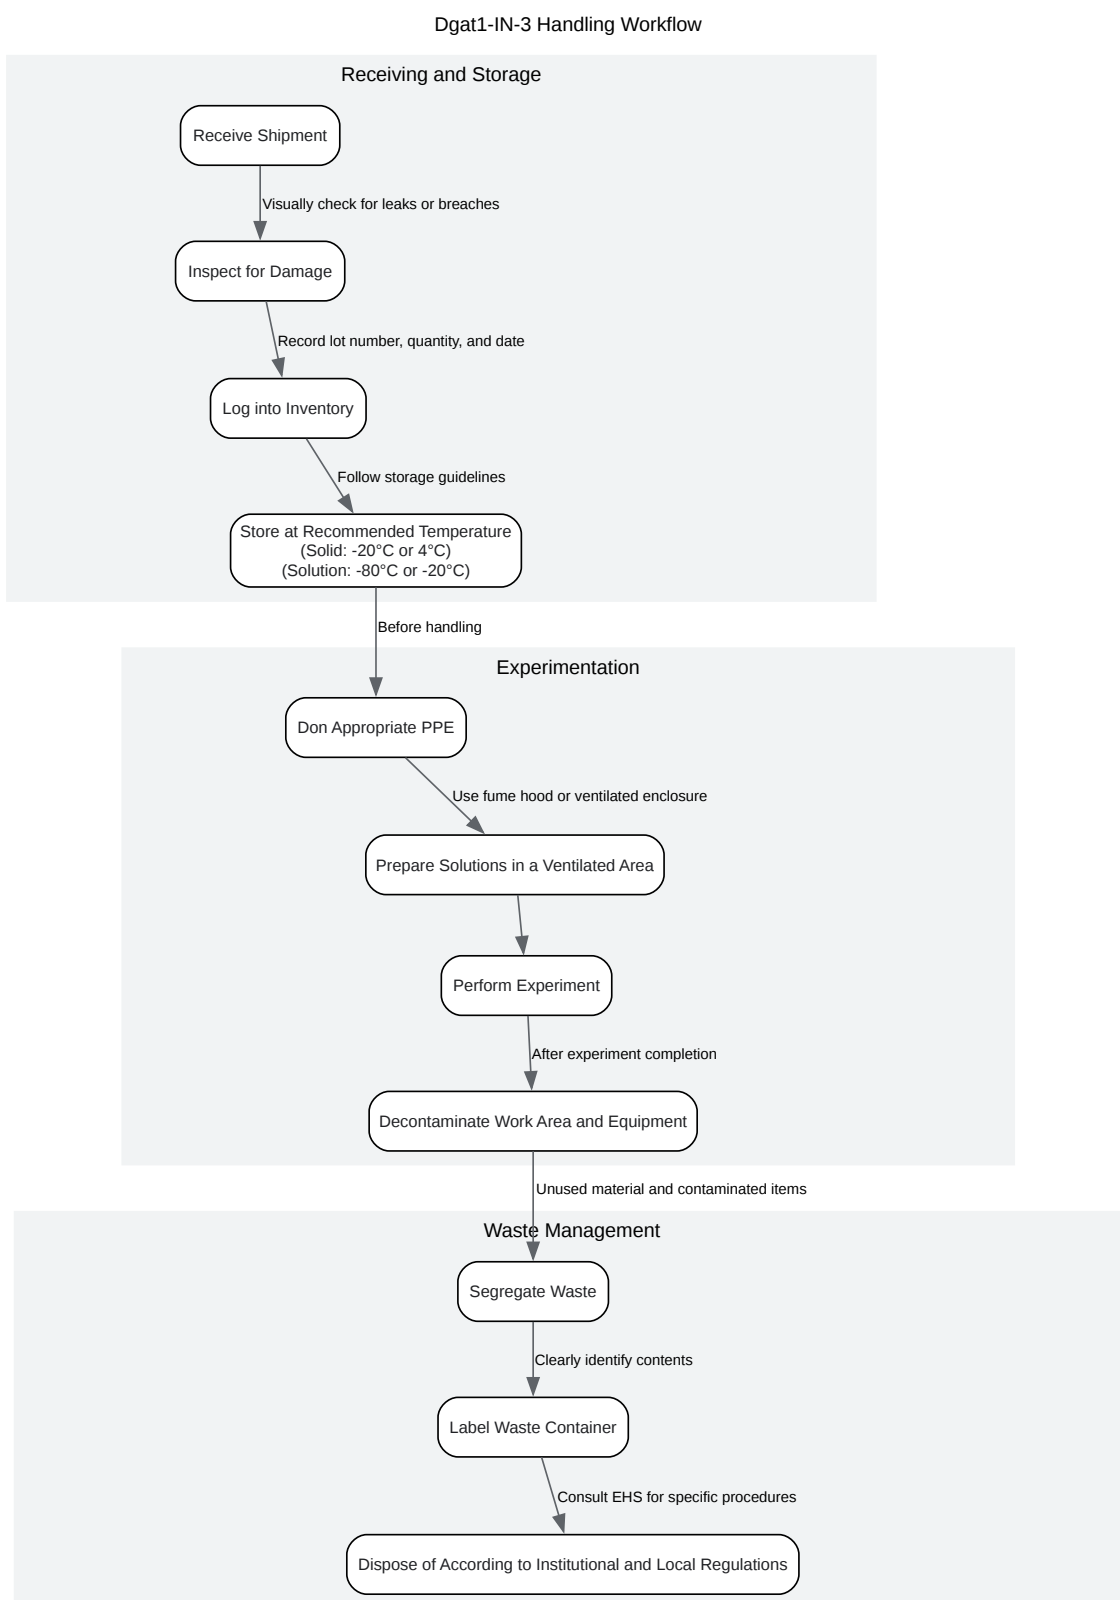 Dgat1-IN-3 Handling Workflow
Receiving and Storage
Receive Shipment
Visually check for leaks or breaches
Inspect for Damage
Record lot number, quantity, and date
Log into Inventory
Follow storage guidelines
Store at Recommended Temperature
(Solid: -20°C or 4°C)
(Solution: -80°C or -20°C)
Before handling
Experimentation
Don Appropriate PPE
Use fume hood or ventilated enclosure
Prepare Solutions in a Ventilated Area
Perform Experiment
After experiment completion
Decontaminate Work Area and Equipment
Unused material and contaminated items
Waste Management
Segregate Waste
Clearly identify contents
Label Waste Container
Consult EHS for specific procedures
Dispose of According to Institutional and Local Regulations